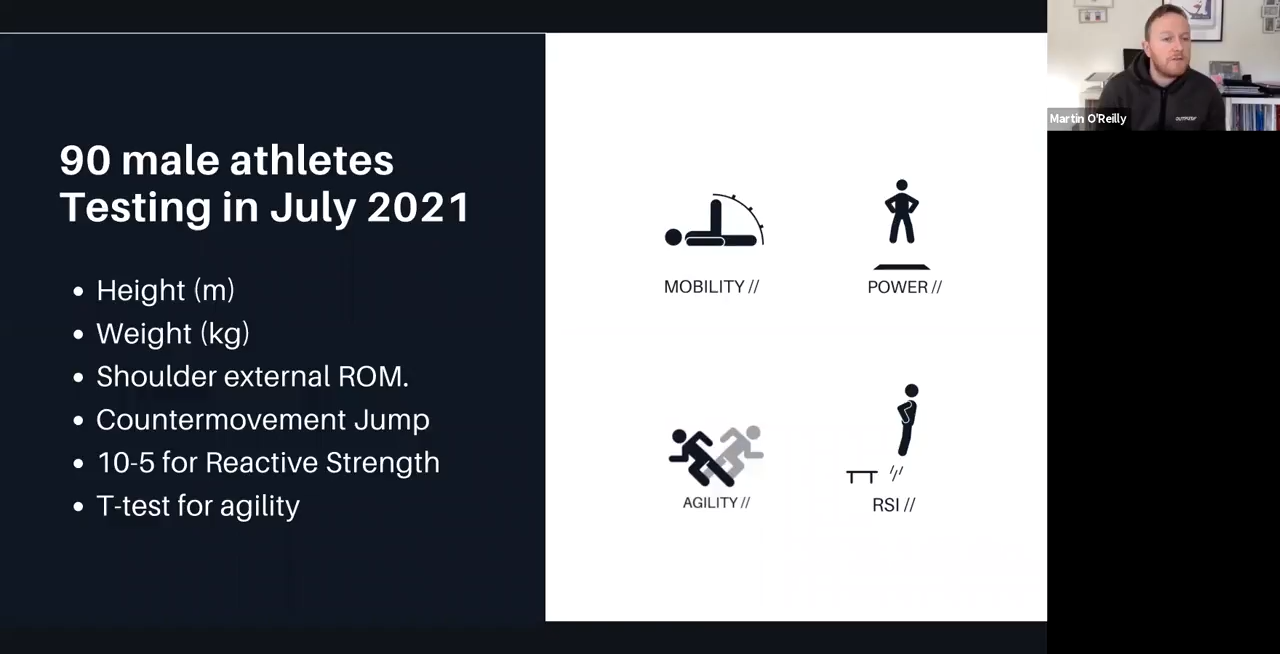 90 male athletes
Testing in July 2021
Height (m)
Weight (kg)
Shoulder external ROM.
Countermovement Jump
10-5 for Reactive Strength
T-test for agility
MOBILITY //
POWER //
AGILITY //
RSI //
Martin O'Reilly